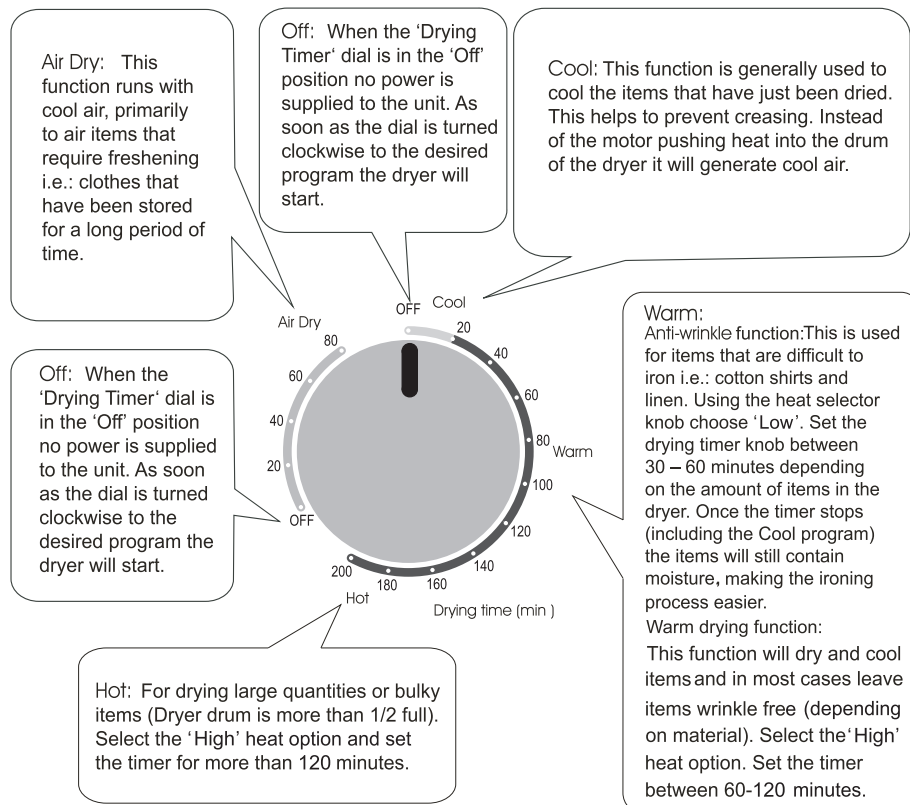 Air Dry: This
function runs with
cool air, primarily
to air items that
require freshening
i.e.: clothes that
have been stored
for a long period of
time.
Off: When the 'Drying
Timer' dial is in the 'Off'
position no power is
supplied to the unit. As
soon as the dial is turned
clockwise to the desired
program the dryer will
start.
Cool: This function is generally used to
cool the items that have just been dried.
This helps to prevent creasing. Instead
of the motor pushing heat into the drum
of the dryer it will generate cool air.
Off: When the
'Drying Timer' dial is
in the 'Off' position
no power is supplied
to the unit. As soon
as the dial is turned
clockwise to the
desired program the
dryer will start.
OFF
Cool
20
40
60
80
Warm
100
120
140
160
180
200
Hot
Drying time (min )
Air Dry
80
60
40
20
OFF
Warm:
Anti-wrinkle function:This is used
for items that are difficult to
iron i.e.: cotton shirts and
linen. Using the heat selector
knob choose 'Low'. Set the
drying timer knob between
30 – 60 minutes depending
on the amount of items in the
dryer. Once the timer stops
(including the Cool program)
the items will still contain
moisture, making the ironing
process easier.
Warm drying function:
This function will dry and cool
items and in most cases leave
items wrinkle free (depending
on material). Select the 'High'
heat option. Set the timer
between 60-120 minutes.
Hot: For drying large quantities or bulky
items (Dryer drum is more than 1/2 full).
Select the 'High' heat option and set
the timer for more than 120 minutes.